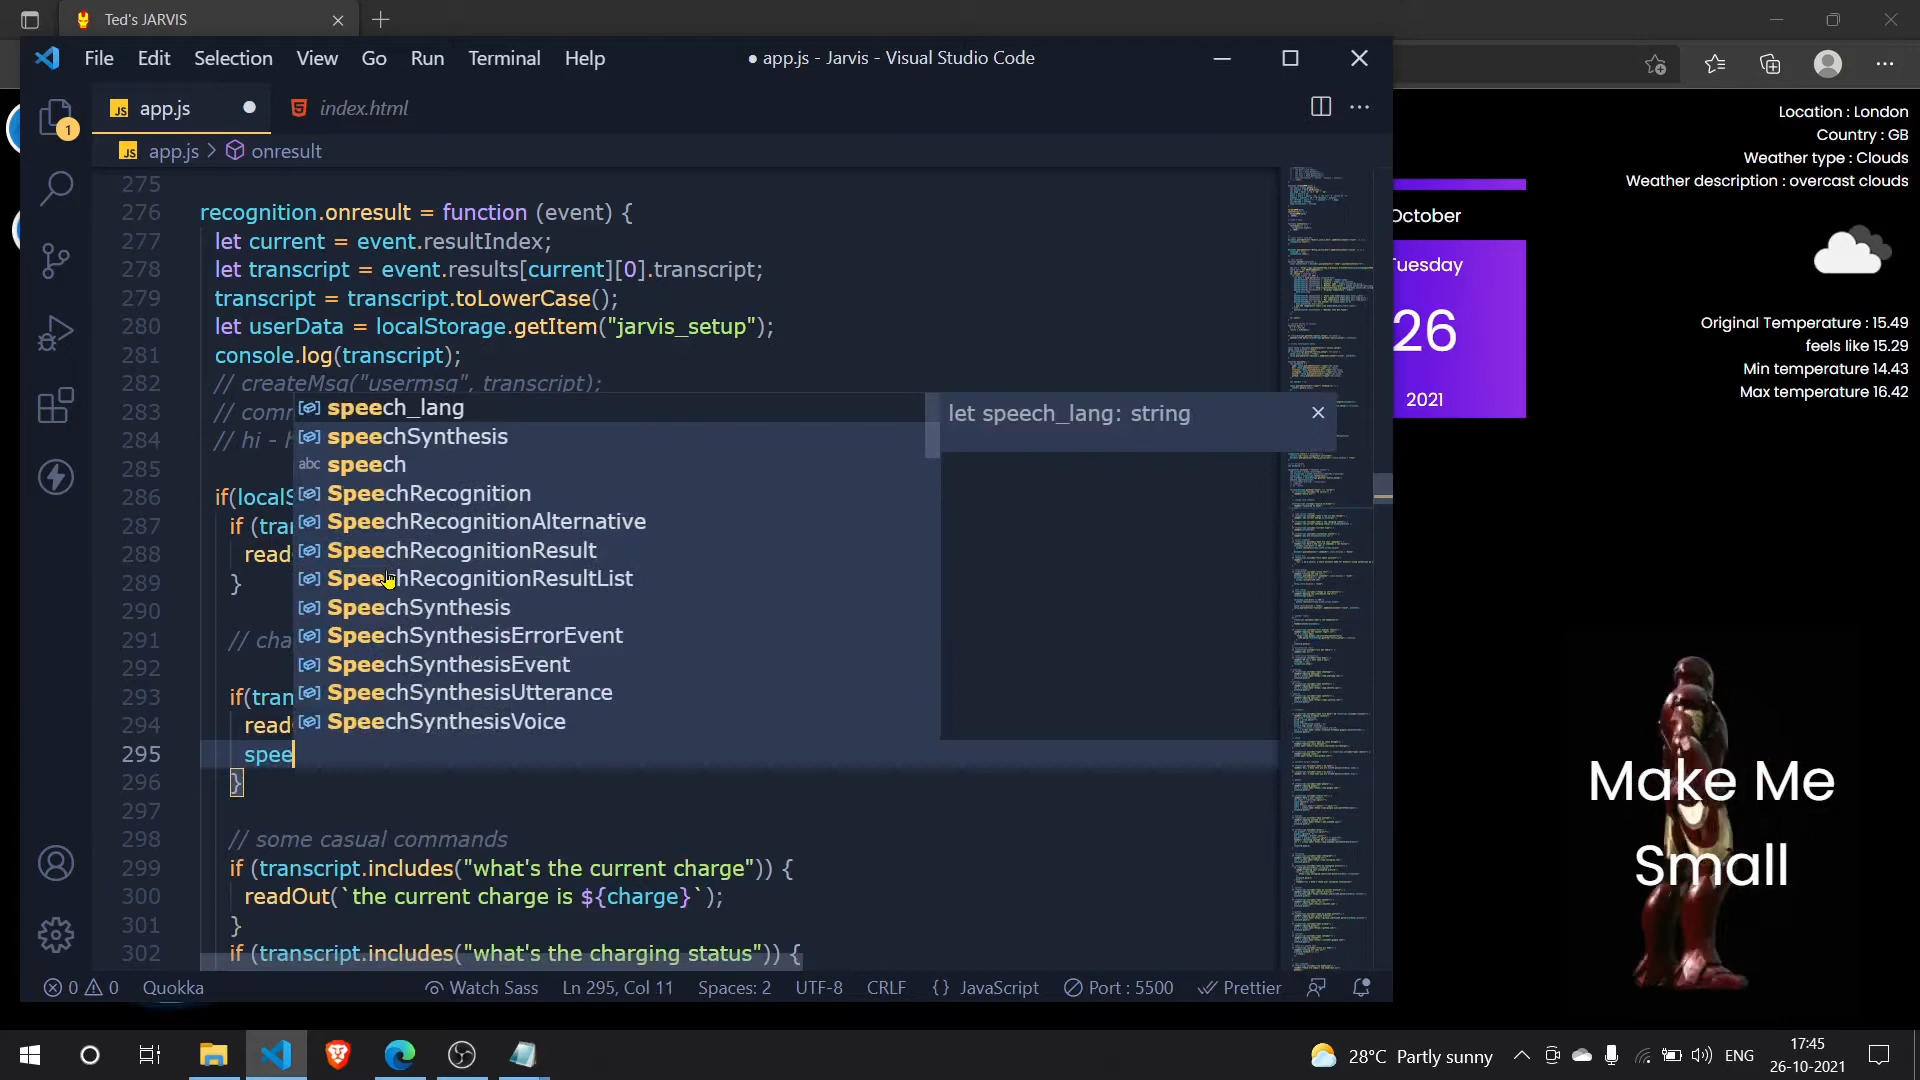 Ted's JARVIS
File Edit Selection View Go Run Terminal Help
● app.js - Jarvis - Visual Studio Code
JS app.js ●
index.html
JS app.js > onresult
275
276 recognition.onresult = function (event) {
277 let current = event.resultIndex;
278 let transcript = event.results[current][0].transcript;
279 transcript = transcript.toLowerCase();
280 let userData = localStorage.getItem("jarvis_setup");
281 console.log(transcript);
282 // createMsg("usermsg", transcript);
283 // comm
284 // hi - h
285
286 if(localS
287 if (tran
288 read
289 }
290
291 // cha
292
293 if(tran
294 read
295 spee
296 }
297
298 // some casual commands
299 if (transcript.includes("what's the current charge")) {
300 readOut(`the current charge is ${charge}`);
301 }
302 if (transcript.includes("what's the charging status")) {
speech_lang
speechSynthesis
abc speech
SpeechRecognition
SpeechRecognitionAlternative
SpeechRecognitionResult
SpeechRecognitionResultList
SpeechSynthesis
SpeechSynthesisErrorEvent
SpeechSynthesisEvent
SpeechSynthesisUtterance
SpeechSynthesisVoice
let speech_lang: string
1
0 0 Quokka
Watch Sass
Ln 295, Col 11
Spaces: 2
UTF-8
CRLF
{} JavaScript
Port : 5500
Prettier
Location : London
Country : GB
Weather type : Clouds
Weather description : overcast clouds
October
Tuesday
26
2021
Original Temperature : 15.49
feels like 15.29
Min temperature 14.43
Max temperature 16.42
Make Me
Small
28°C Partly sunny
ENG
17:45
26-10-2021